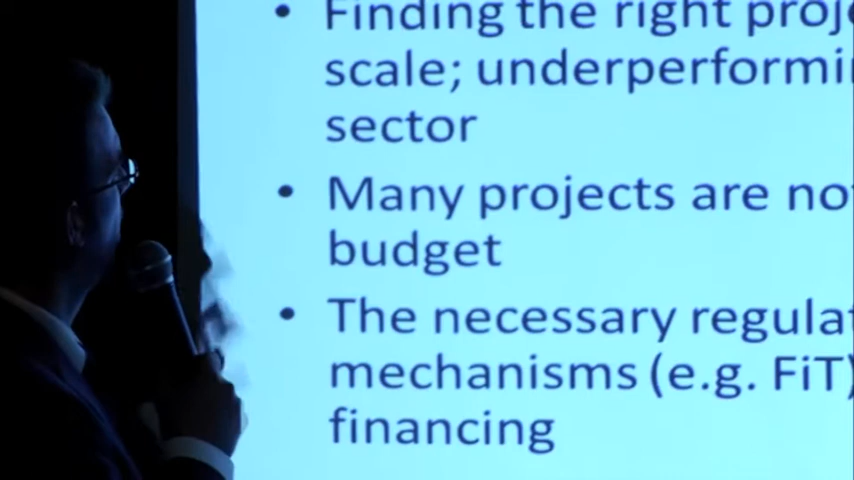 • Finding the right proj
scale; underperformi
sector
• Many projects are no
budget
• The necessary regula
mechanisms (e.g. FiT)
financing